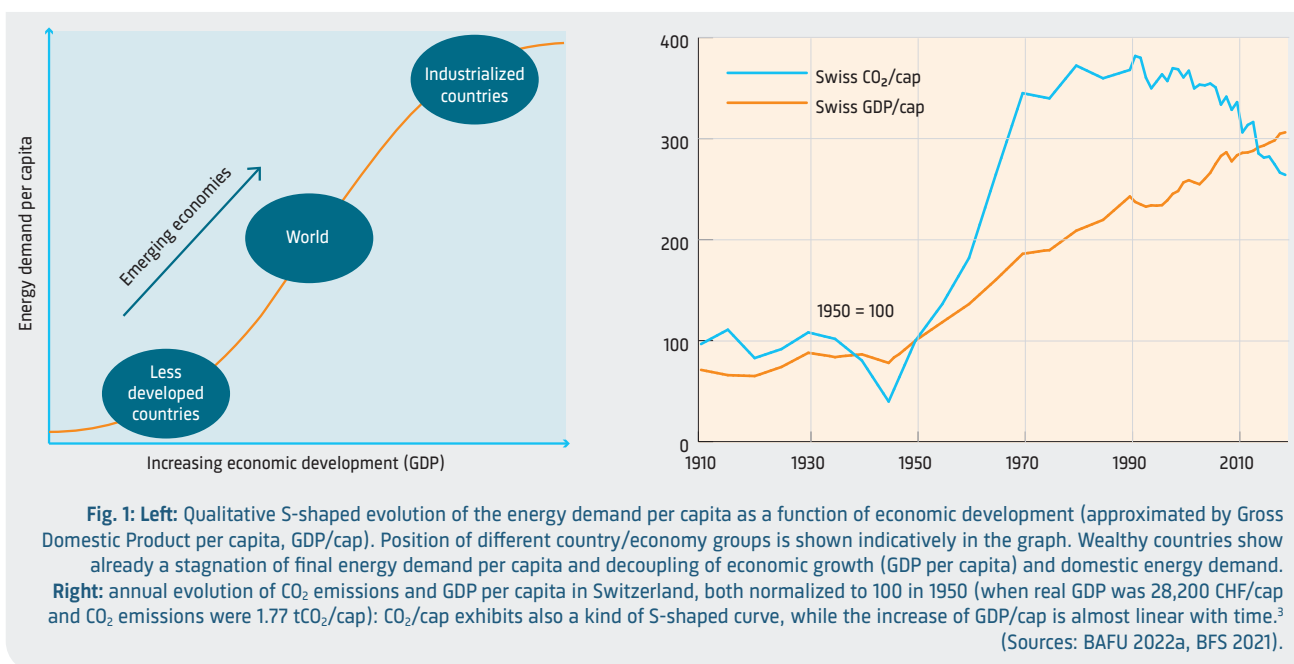 Energy demand per capita
Industrialized
countries
Emerging economies
World
Less
developed
countries
Increasing economic development (GDP)
400
300
200
100
0
Swiss CO₂/cap
Swiss GDP/cap
1950 = 100
1910 1930 1950 1970 1990 2010
Fig. 1: Left: Qualitative S-shaped evolution of the energy demand per capita as a function of economic development (approximated by Gross
Domestic Product per capita, GDP/cap). Position of different country/economy groups is shown indicatively in the graph. Wealthy countries show
already a stagnation of final energy demand per capita and decoupling of economic growth (GDP per capita) and domestic energy demand.
Right: annual evolution of CO₂ emissions and GDP per capita in Switzerland, both normalized to 100 in 1950 (when real GDP was 28,200 CHF/cap
and CO₂ emissions were 1.77 tCO₂/cap): CO₂/cap exhibits also a kind of S-shaped curve, while the increase of GDP/cap is almost linear with time.³
(Sources: BAFU 2022a, BFS 2021).